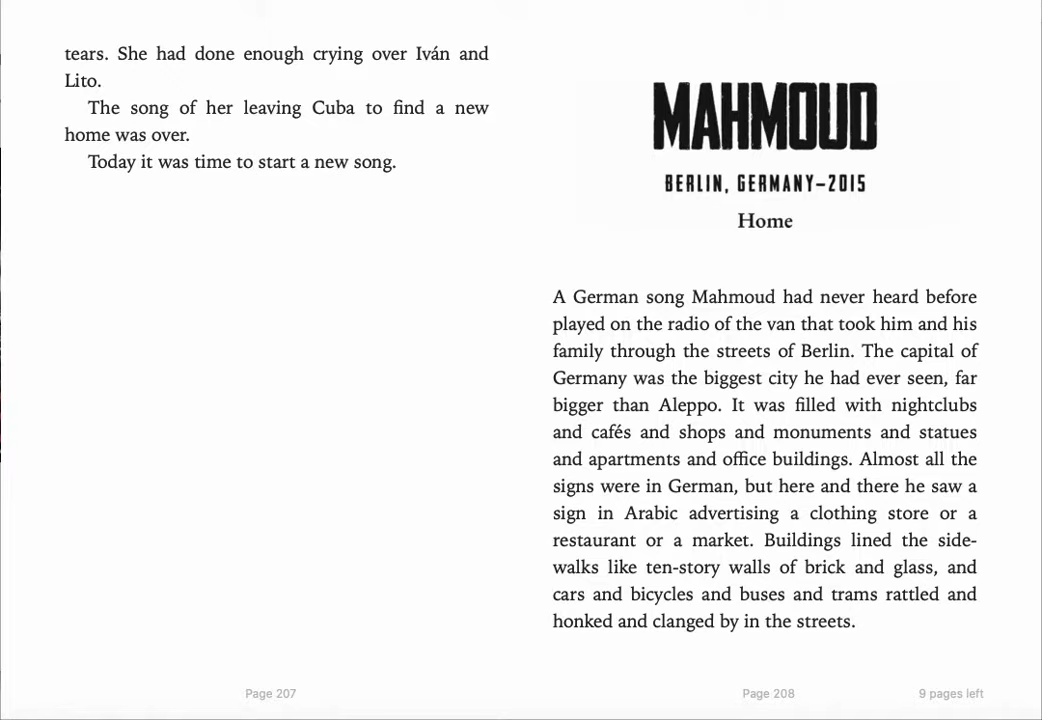 tears. She had done enough crying over Iván and
Lito.
The song of her leaving Cuba to find a new
home was over.
Today it was time to start a new song.
Page 207
MAHMOUD
BERLIN, GERMANY–2015
Home
A German song Mahmoud had never heard before
played on the radio of the van that took him and his
family through the streets of Berlin. The capital of
Germany was the biggest city he had ever seen, far
bigger than Aleppo. It was filled with nightclubs
and cafés and shops and monuments and statues
and apartments and office buildings. Almost all the
signs were in German, but here and there he saw a
sign in Arabic advertising a clothing store or a
restaurant or a market. Buildings lined the side-
walks like ten-story walls of brick and glass, and
cars and bicycles and buses and trams rattled and
honked and clanged by in the streets.
Page 208
9 pages left